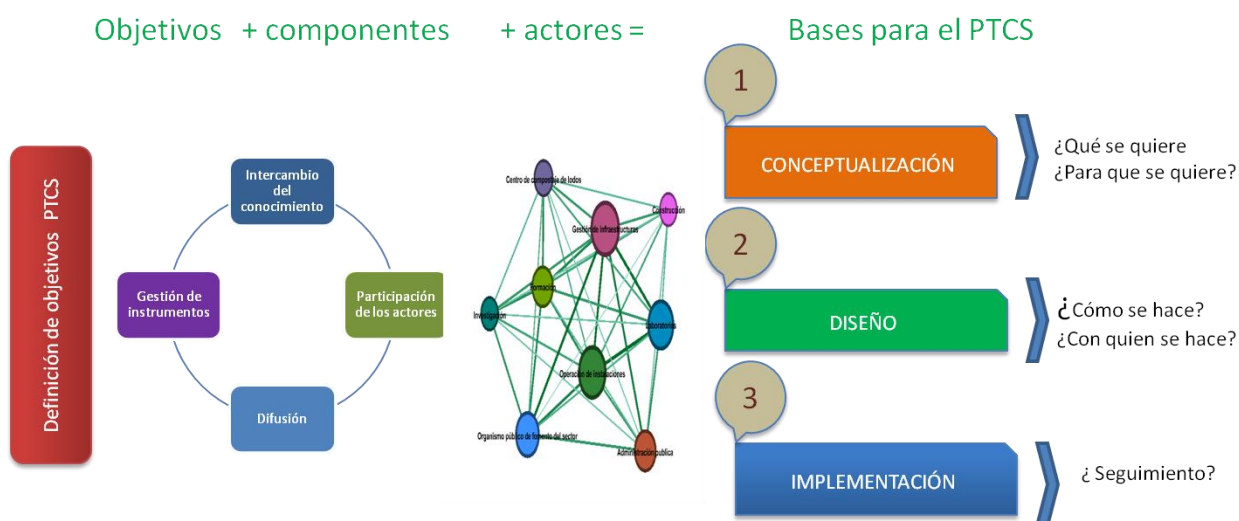 Objetivos + componentes + actores = Bases para el PTCS
Definición de objetivos PTCS
Intercambio
del
conocimiento
Gestión de
instrumentos
Participación
de los actores
Difusión
Centro de compostaje de lodos
Construcción
Gestión de infraestructuras
Formación
Investigación
Laboratorios
Operación de instalaciones
Organismo público de fomento del sector
Administración publica
1
CONCEPTUALIZACIÓN
¿Qué se quiere
¿Para que se quiere?
2
DISEÑO
¿Cómo se hace?
¿Con quien se hace?
3
IMPLEMENTACIÓN
¿ Seguimiento?